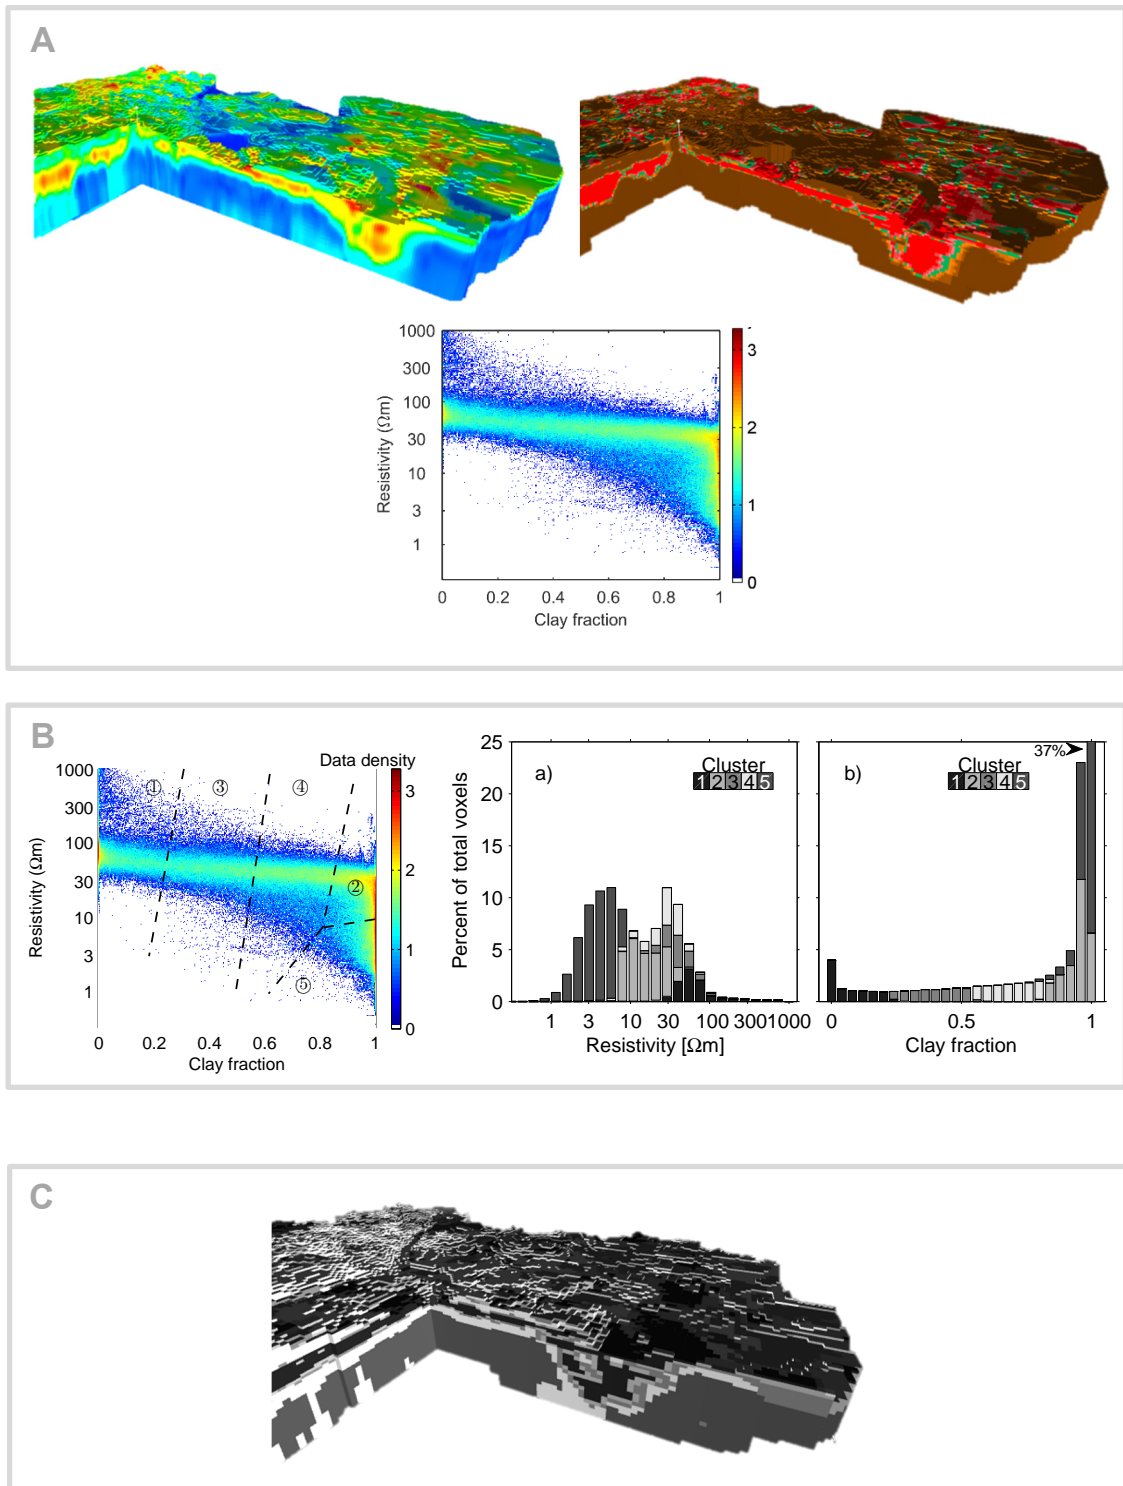 A
1000
300
100
30
10
3
1
Resistivity (Ωm)
0 0.2 0.4 0.6 0.8 1
Clay fraction
3
2
1
0
B
Data density
1000
300
100
30
10
3
1
Resistivity (Ωm)
① ③ ④
②
⑤
0 0.2 0.4 0.6 0.8 1
Clay fraction
3
2
1
0
a)
Cluster
1 2 3 4 5
25
20
15
10
5
0
Percent of total voxels
1 3 10 30 100 300 1000
Resistivity [Ωm]
b)
37%
Cluster
1 2 3 4 5
0 0.5 1
Clay fraction
C